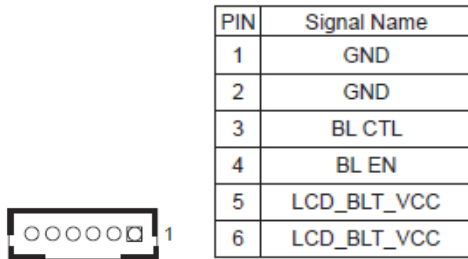 PIN Signal Name
1 GND
2 GND
3 BL CTL
4 BL EN
5 LCD_BLT_VCC
6 LCD_BLT_VCC
1